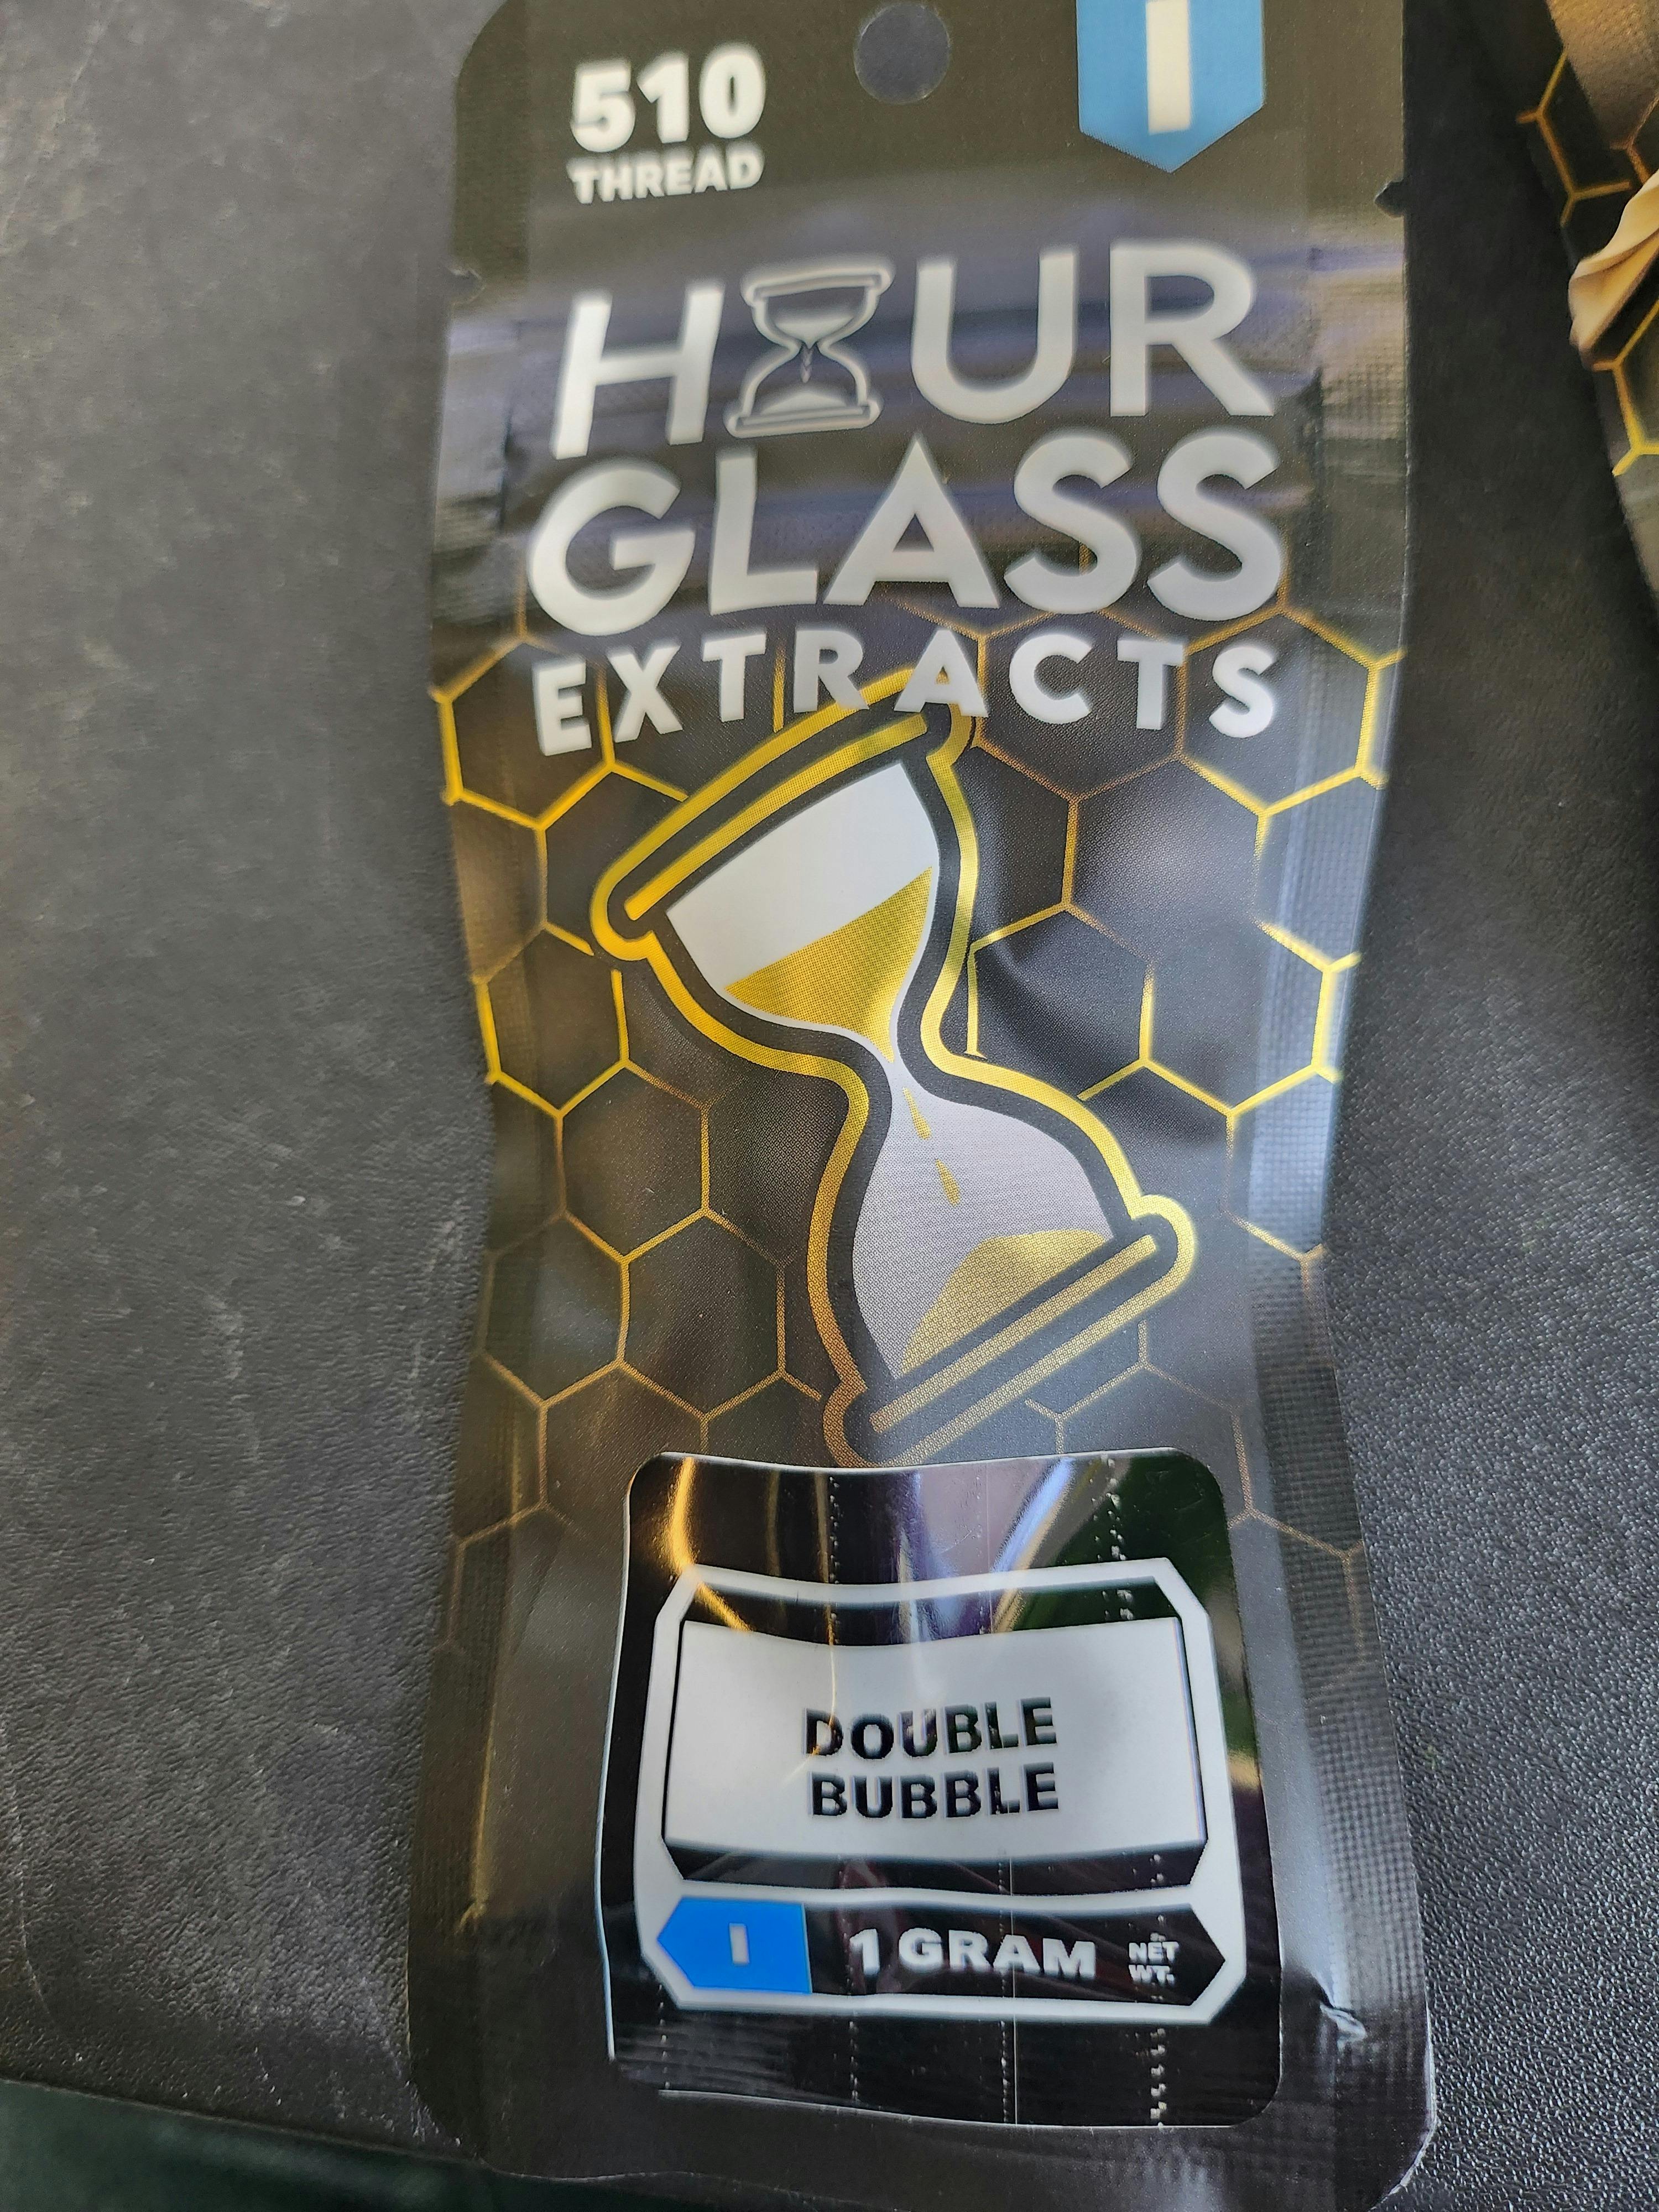 510
THREAD
I
HOUR
GLASS
EXTRACTS
DOUBLE
BUBBLE
I
1 GRAM NET
WT.